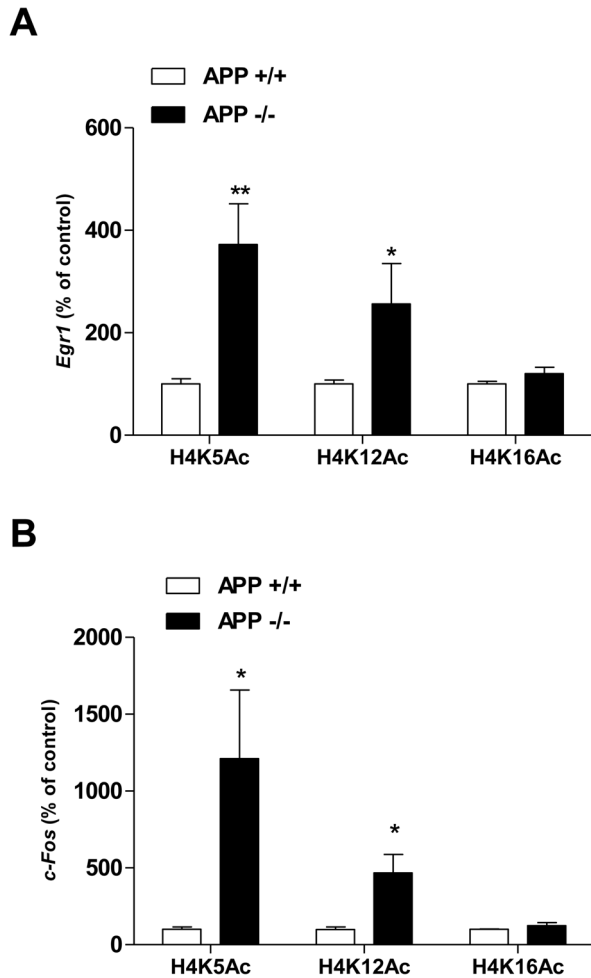 A
APP +/+
APP -/-
600
400
200
0
Egr1 (% of control)
**
*
H4K5Ac H4K12Ac H4K16Ac
B
APP +/+
APP -/-
2000
1500
1000
500
0
c-Fos (% of control)
*
*
H4K5Ac H4K12Ac H4K16Ac